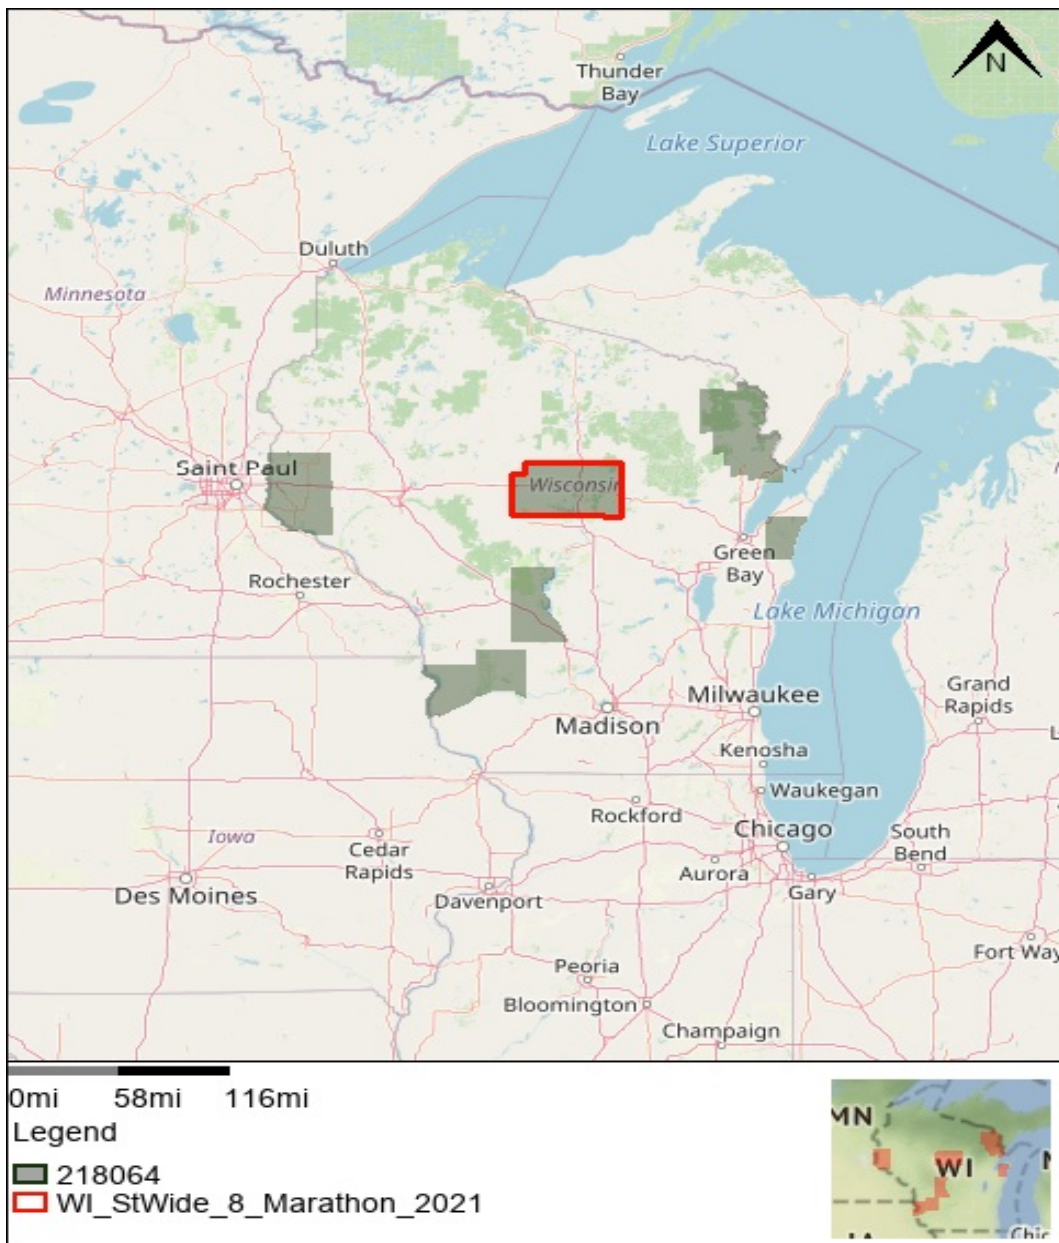 N
Thunder
Bay
Lake Superior
Duluth
Minnesota
Saint Paul
Wisconsin
Green
Bay
Rochester
Lake Michigan
Grand
Rapids
Milwaukee
Madison
Kenosha
Waukegan
Rockford
Chicago
South
Bend
Iowa
Cedar
Rapids
Aurora
Gary
Des Moines
Davenport
Fort Way
Peoria
Bloomington
Champaign
0mi 58mi 116mi
Legend
218064
WI_StWide_8_Marathon_2021
MN
WI
Chic